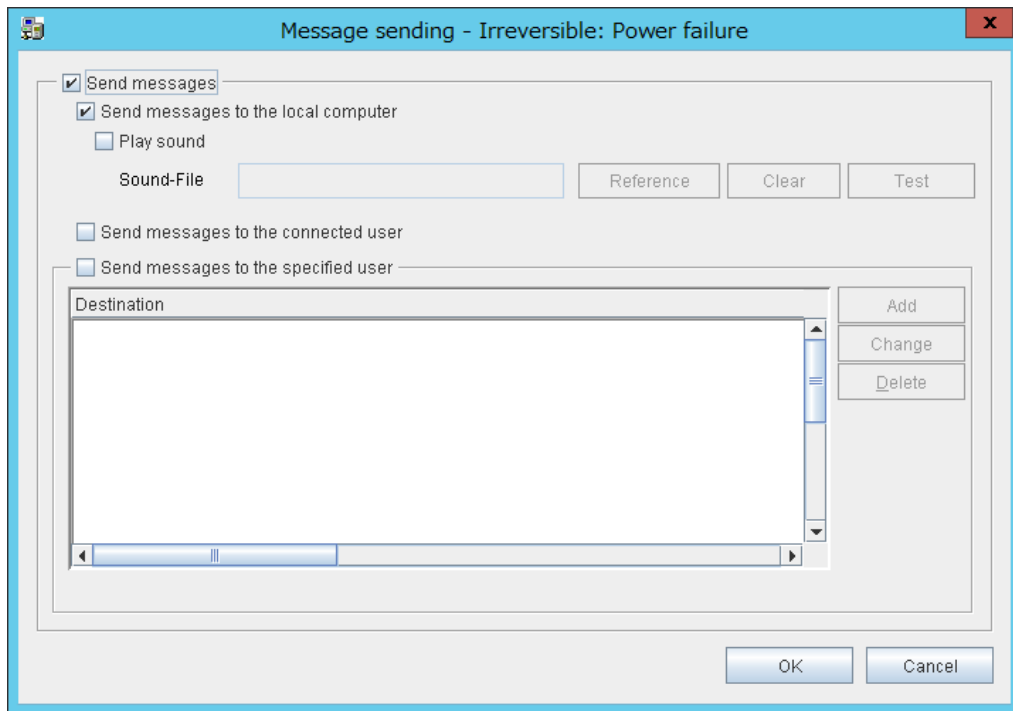 Message sending - Irreversible: Power failure
x
Send messages
Send messages to the local computer
Play sound
Sound-File Reference Clear Test
Send messages to the connected user
Send messages to the specified user
Destination
Add
Change
Delete
OK Cancel